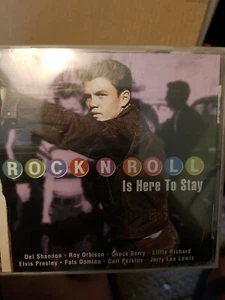 ROCK N ROLL
Is Here To Stay
Del Shannon • Roy Orbison • Chuck Berry • Little Richard
Elvis Presley • Fats Domino • Carl Perkins • Jerry Lee Lewis